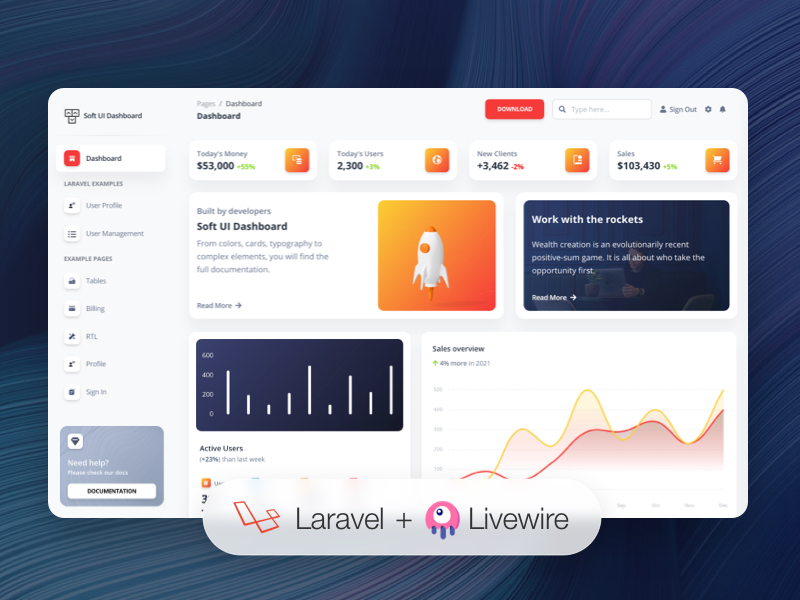 Soft UI Dashboard
Dashboard
LARAVEL EXAMPLES
User Profile
User Management
EXAMPLE PAGES
Tables
Billing
RTL
Profile
Sign In
Need help?
Please check our docs
DOCUMENTATION
Pages / Dashboard
Dashboard
DOWNLOAD
Type here...
Sign Out
Today's Money
$53,000 +55%
Today's Users
2,300 +3%
New Clients
+3,462 -2%
Sales
$103,430 +5%
Built by developers
Soft UI Dashboard
From colors, cards, typography to
complex elements, you will find the
full documentation.
Read More
Work with the rockets
Wealth creation is an evolutionarily recent
positive-sum game. It is all about who take the
opportunity first.
Read More
600
400
200
0
Active Users
(+23%) than last week
Sales overview
4% more in 2021
500
400
300
200
100
Sep
Oct
Nov
Dec
Laravel + Livewire